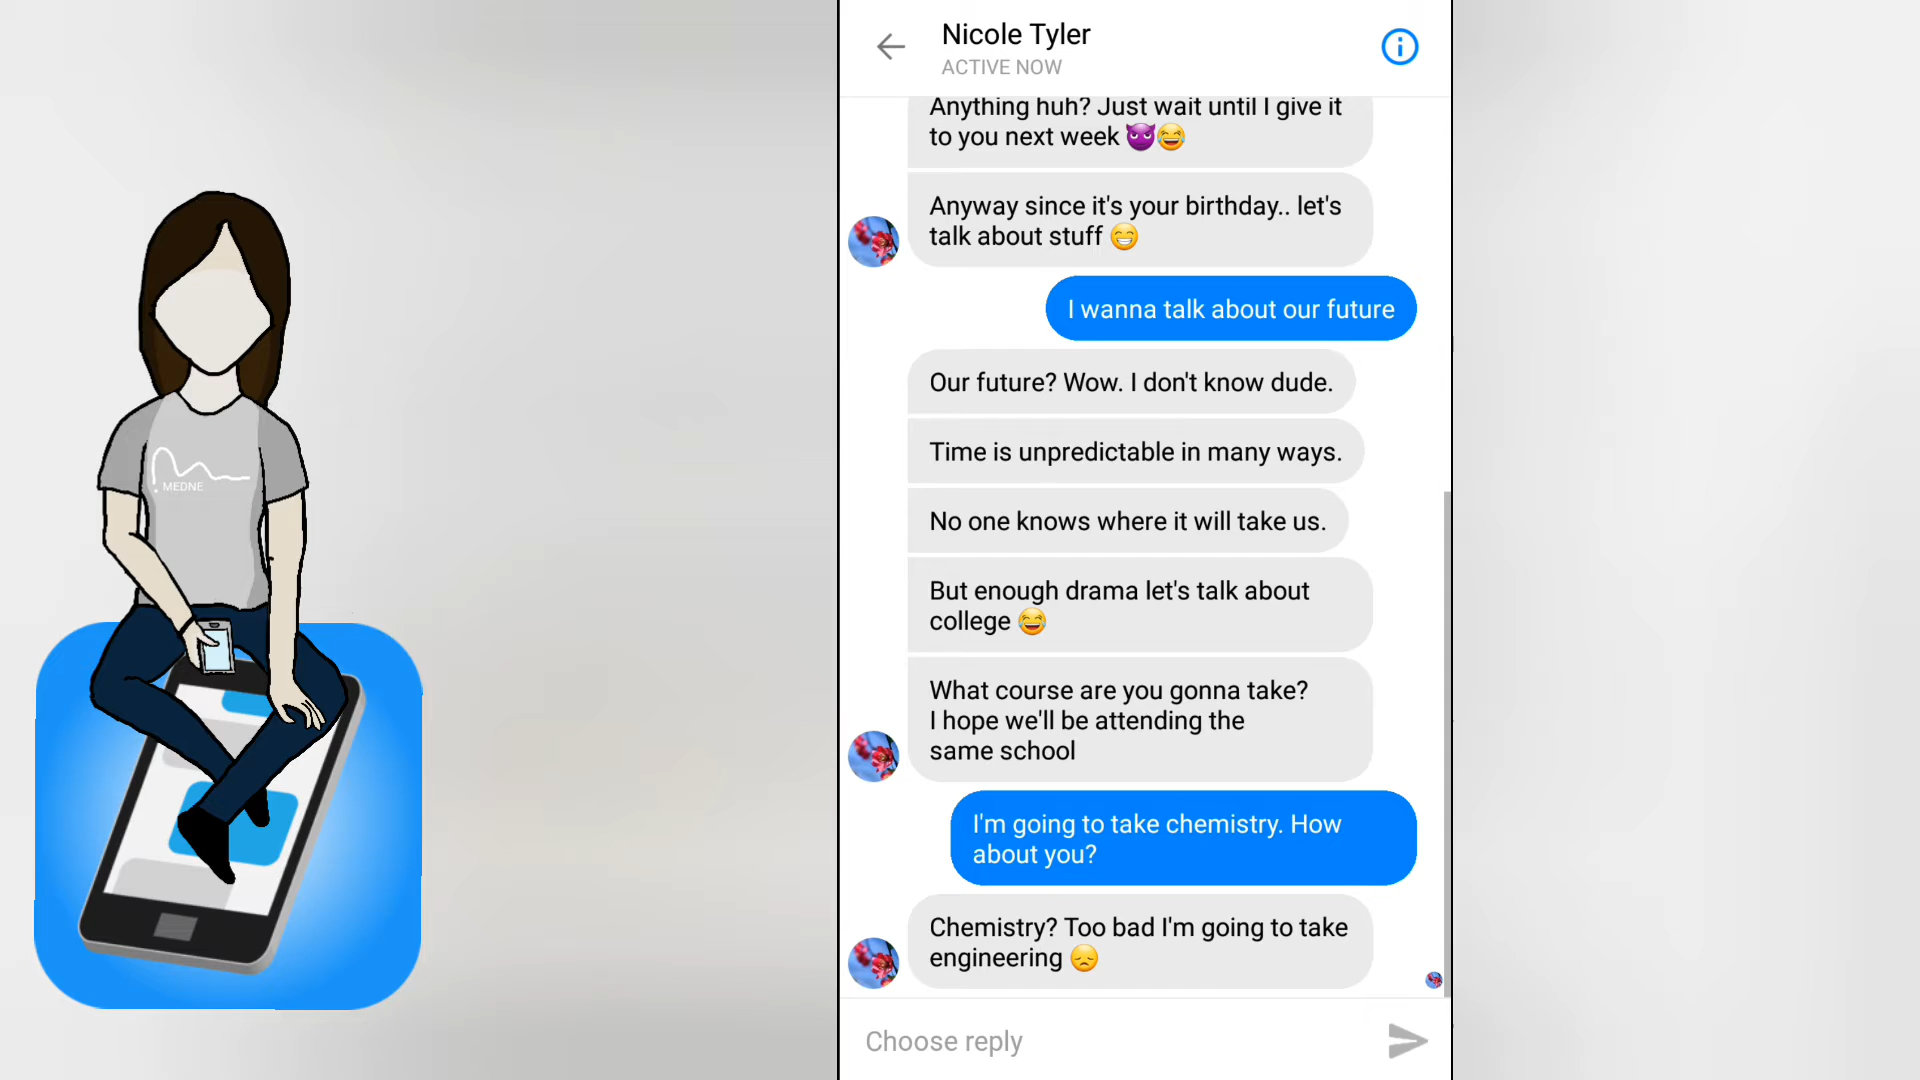 Nicole Tyler
ACTIVE NOW
Anything huh? Just wait until I give it
to you next week 😈😂
Anyway since it's your birthday.. let's
talk about stuff 😁
I wanna talk about our future
Our future? Wow. I don't know dude.
Time is unpredictable in many ways.
No one knows where it will take us.
But enough drama let's talk about
college 😂
What course are you gonna take?
I hope we'll be attending the
same school
I'm going to take chemistry. How
about you?
Chemistry? Too bad I'm going to take
engineering 😞
Choose reply
MEDNE